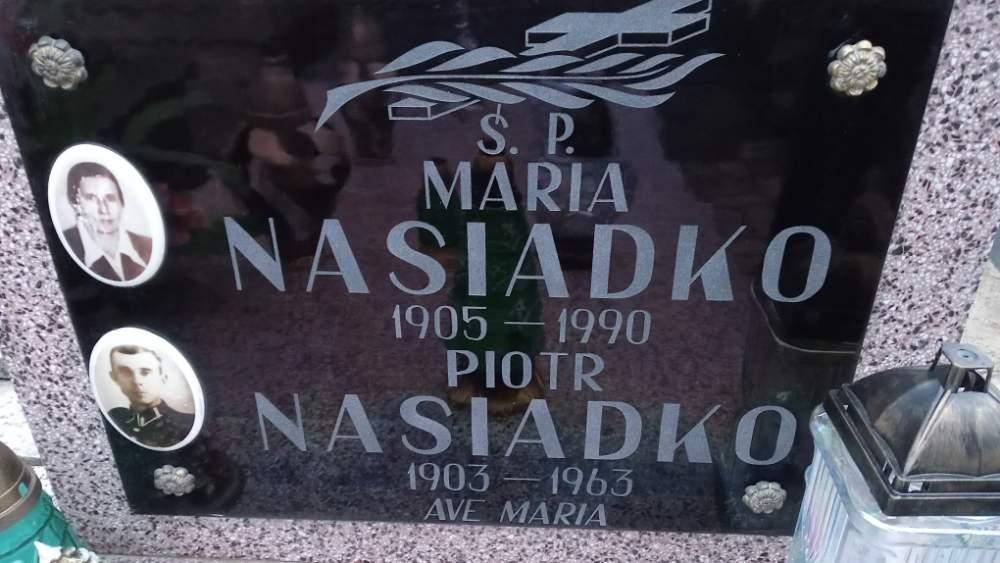 Ś. P.
MARIA
NASIADKO
1905 — 1990
PIOTR
NASIADKO
1903 — 1963
AVE MARIA